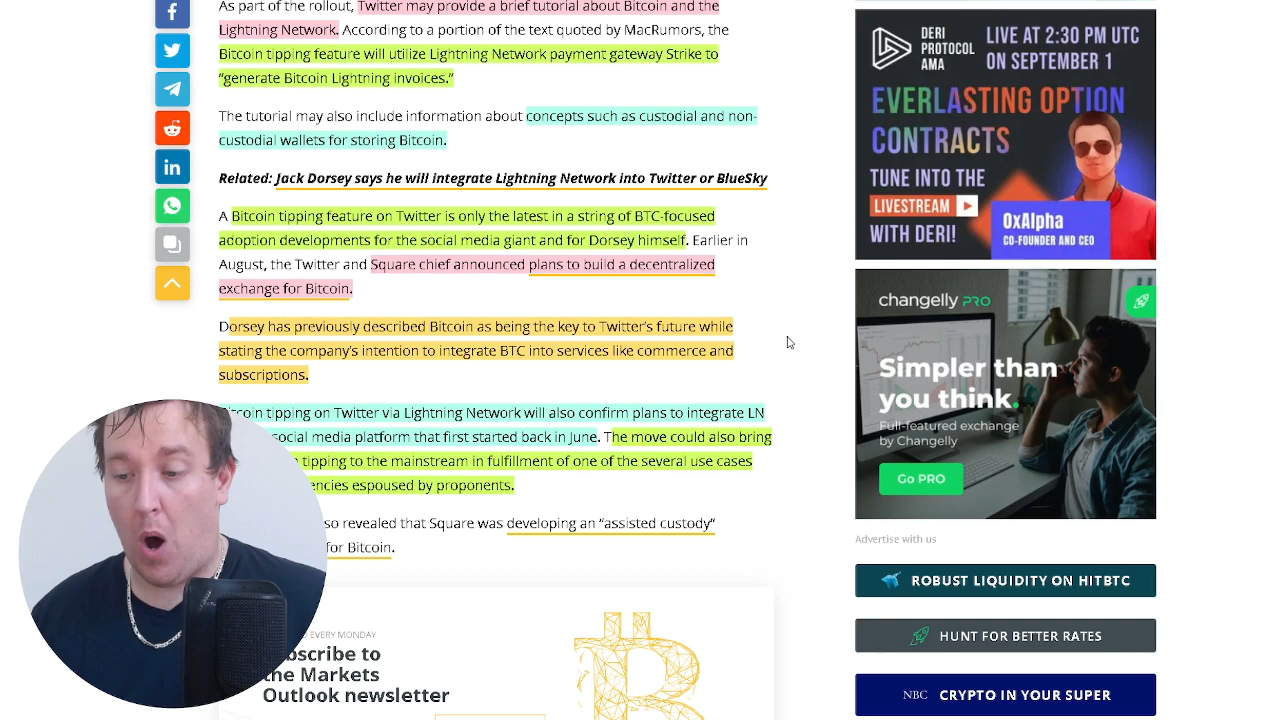 As part of the rollout, Twitter may provide a brief tutorial about Bitcoin and the
Lightning Network. According to a portion of the text quoted by MacRumors, the
Bitcoin tipping feature will utilize Lightning Network payment gateway Strike to
“generate Bitcoin Lightning invoices.”
The tutorial may also include information about concepts such as custodial and non-
custodial wallets for storing Bitcoin.
Related: Jack Dorsey says he will integrate Lightning Network into Twitter or BlueSky
A Bitcoin tipping feature on Twitter is only the latest in a string of BTC-focused
adoption developments for the social media giant and for Dorsey himself. Earlier in
August, the Twitter and Square chief announced plans to build a decentralized
exchange for Bitcoin.
Dorsey has previously described Bitcoin as being the key to Twitter’s future while
stating the company’s intention to integrate BTC into services like commerce and
subscriptions.
Bitcoin tipping on Twitter via Lightning Network will also confirm plans to integrate LN
social media platform that first started back in June. The move could also bring
tipping to the mainstream in fulfillment of one of the several use cases
encies espoused by proponents.
so revealed that Square was developing an “assisted custody”
for Bitcoin.
EVERY MONDAY
bscribe to
the Markets
Outlook newsletter
DERI
PROTOCOL
AMA
LIVE AT 2:30 PM UTC
ON SEPTEMBER 1
EVERLASTING OPTION
CONTRACTS
TUNE INTO THE
LIVESTREAM
WITH DERI!
0xAlpha
CO-FOUNDER AND CEO
changelly PRO
Simpler than
you think.
Full-featured exchange
by Changelly
Go PRO
Advertise with us
ROBUST LIQUIDITY ON HITBTC
HUNT FOR BETTER RATES
NBC CRYPTO IN YOUR SUPER